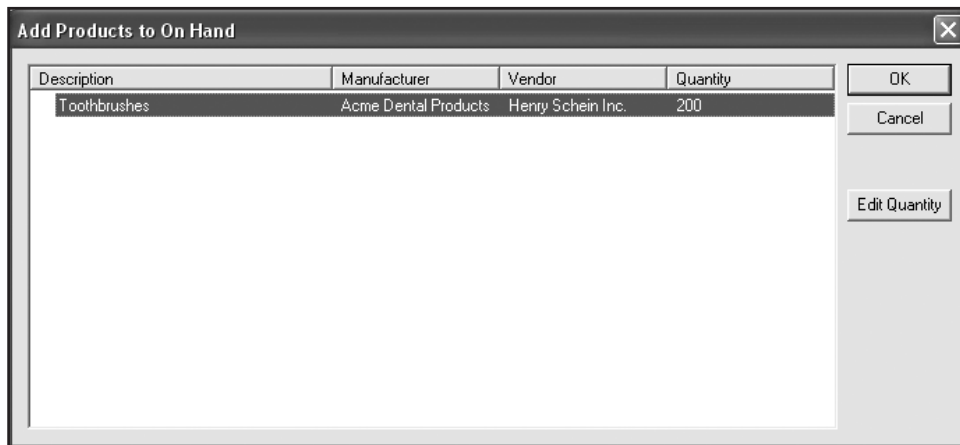 Add Products to On Hand
Description Manufacturer Vendor Quantity OK
Toothbrushes Acme Dental Products Henry Schein Inc. 200
Cancel
Edit Quantity